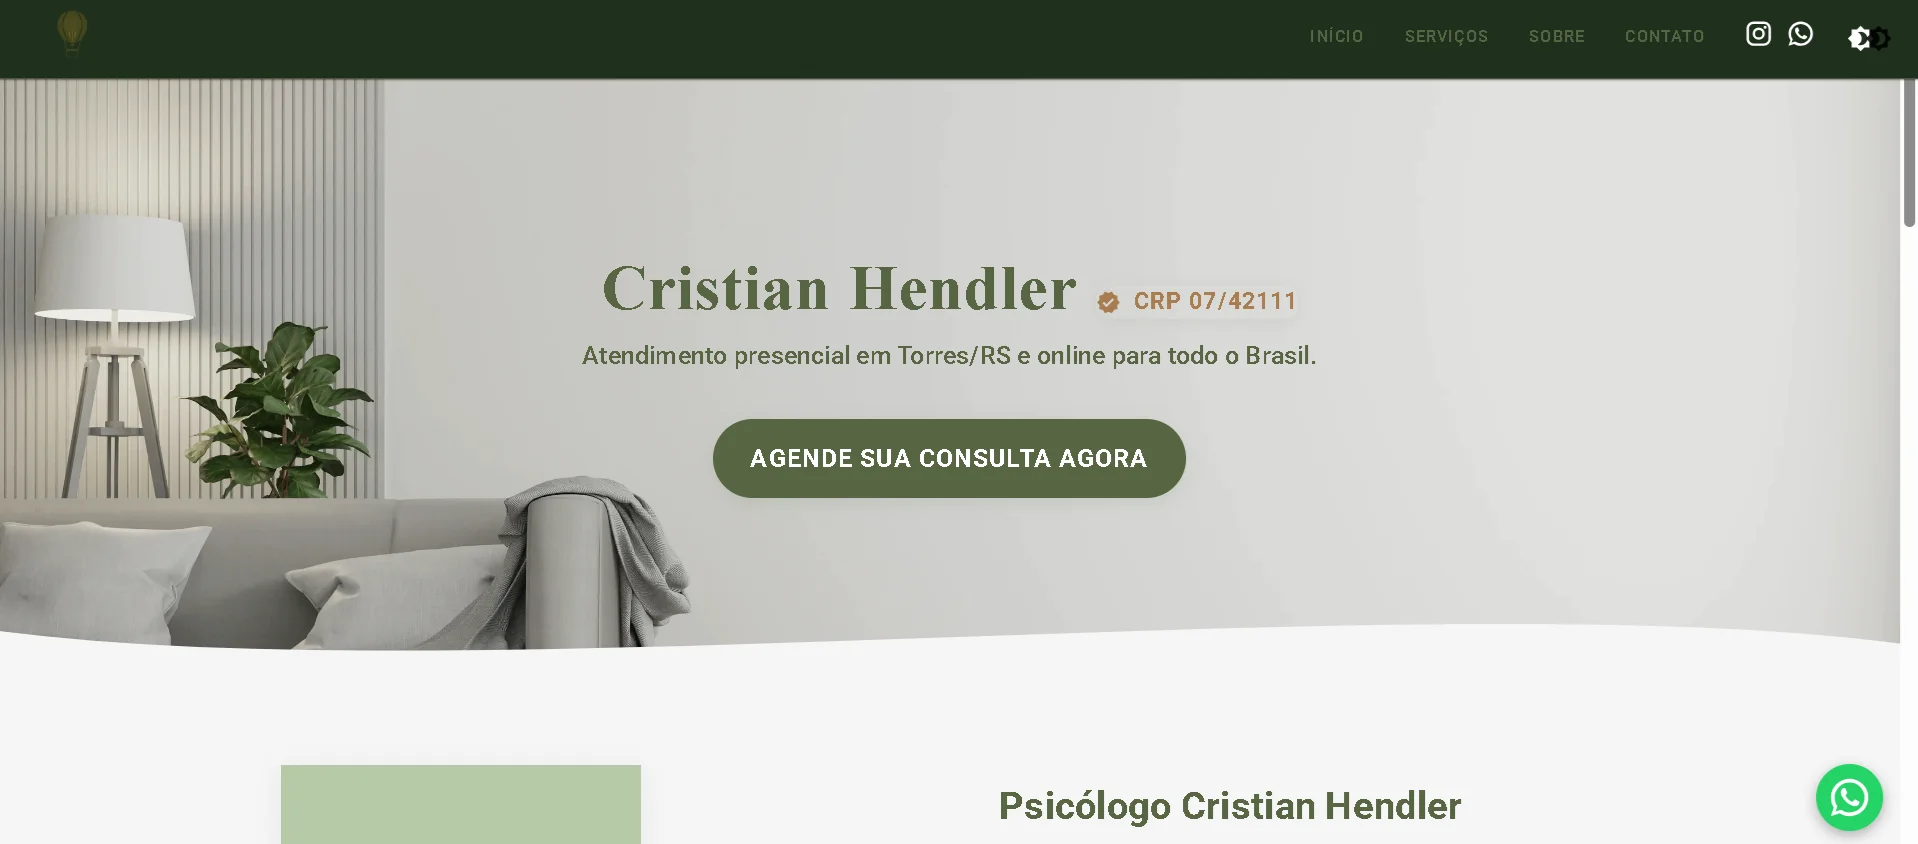 INÍCIO SERVIÇOS SOBRE CONTATO
Cristian Hendler CRP 07/42111
Atendimento presencial em Torres/RS e online para todo o Brasil.
AGENDE SUA CONSULTA AGORA
Psicólogo Cristian Hendler